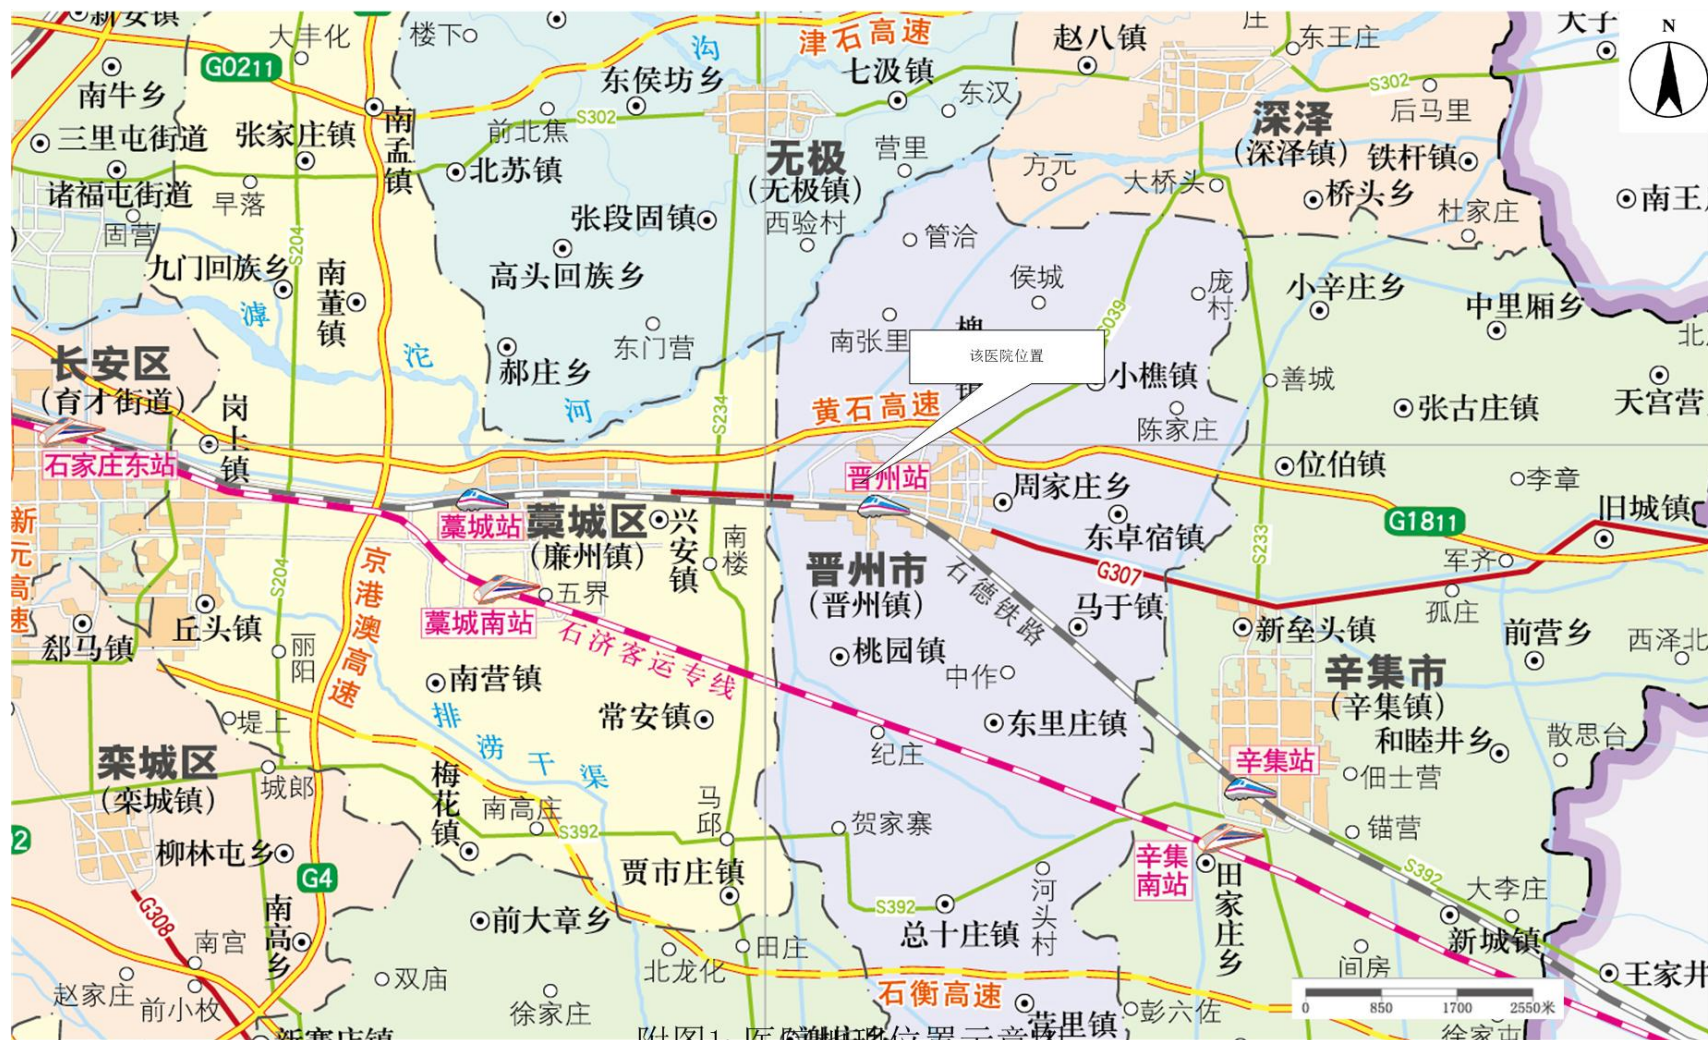 新安镇
大丰化
楼下
沟
津石高速
赵八镇
庄
东王庄
大子
N
G0211
南牛乡
东侯坊乡
七汲镇
东汉
S302
后马里
三里屯街道
张家庄镇
南孟镇
前北焦
S302
无极
(无极镇)
营里
深泽
(深泽镇)
铁杆镇
诸福屯街道
早落
北苏镇
方元
大桥头
桥头乡
杜家庄
南王
固营
张段固镇
西验村
管洽
S204
九门回族乡
南董镇
高头回族乡
侯城
庞村
小辛庄乡
中里厢乡
滹
沱
河
东门营
南张里
S039
该医院位置
长安区
(育才街道)
岗上镇
郝庄乡
小樵镇
善城
张古庄镇
天宫营
S234
黄石高速
陈家庄
石家庄东站
晋州站
周家庄乡
位伯镇
李章
旧城镇
藁城站
藁城区
(廉州镇)
兴安镇
南楼
东卓宿镇
G1811
新元高速
S204
京港澳高速
晋州市
(晋州镇)
石德铁路
G307
S233
军齐
五界
藁城南站
石济客运专线
马于镇
孤庄
郄马镇
丘头镇
丽阳
桃园镇
新垒头镇
前营乡
西泽北
南营镇
中作
辛集市
(辛集镇)
堤上
排涝干渠
常安镇
东里庄镇
和睦井乡
散思台
栾城区
(栾城镇)
城郎
纪庄
辛集站
佃士营
梅花镇
南高庄
马邱
贺家寨
锚营
S392
柳林屯乡
G4
贾市庄镇
辛集南站
田家庄乡
S392
大李庄
G308
南高乡
前大章乡
S392
总十庄镇
河头村
新城镇
南宫
田庄
间房
王家井
赵家庄
前小枚
双庙
北龙化
石衡高速
徐家庄
营里镇
彭六佐
0
850
1700
2550米